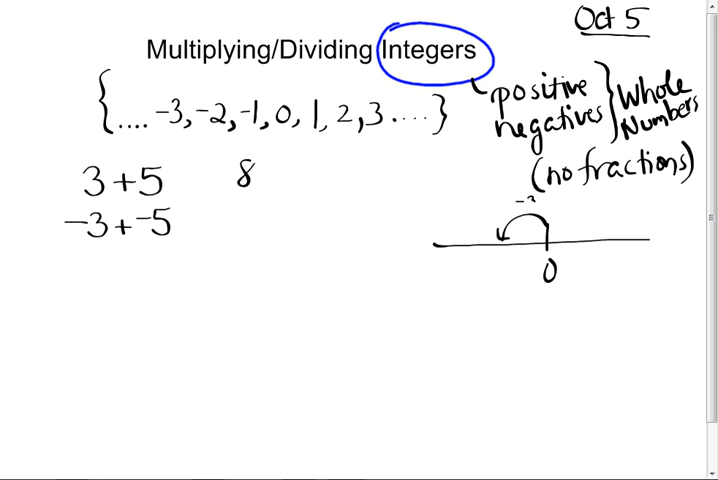 Oct 5
Multiplying/Dividing Integers
{.... -3, -2, -1, 0, 1, 2, 3 ....}
positive
negatives
} Whole
Numbers
(no fractions)
3+5 8
-3+-5
0